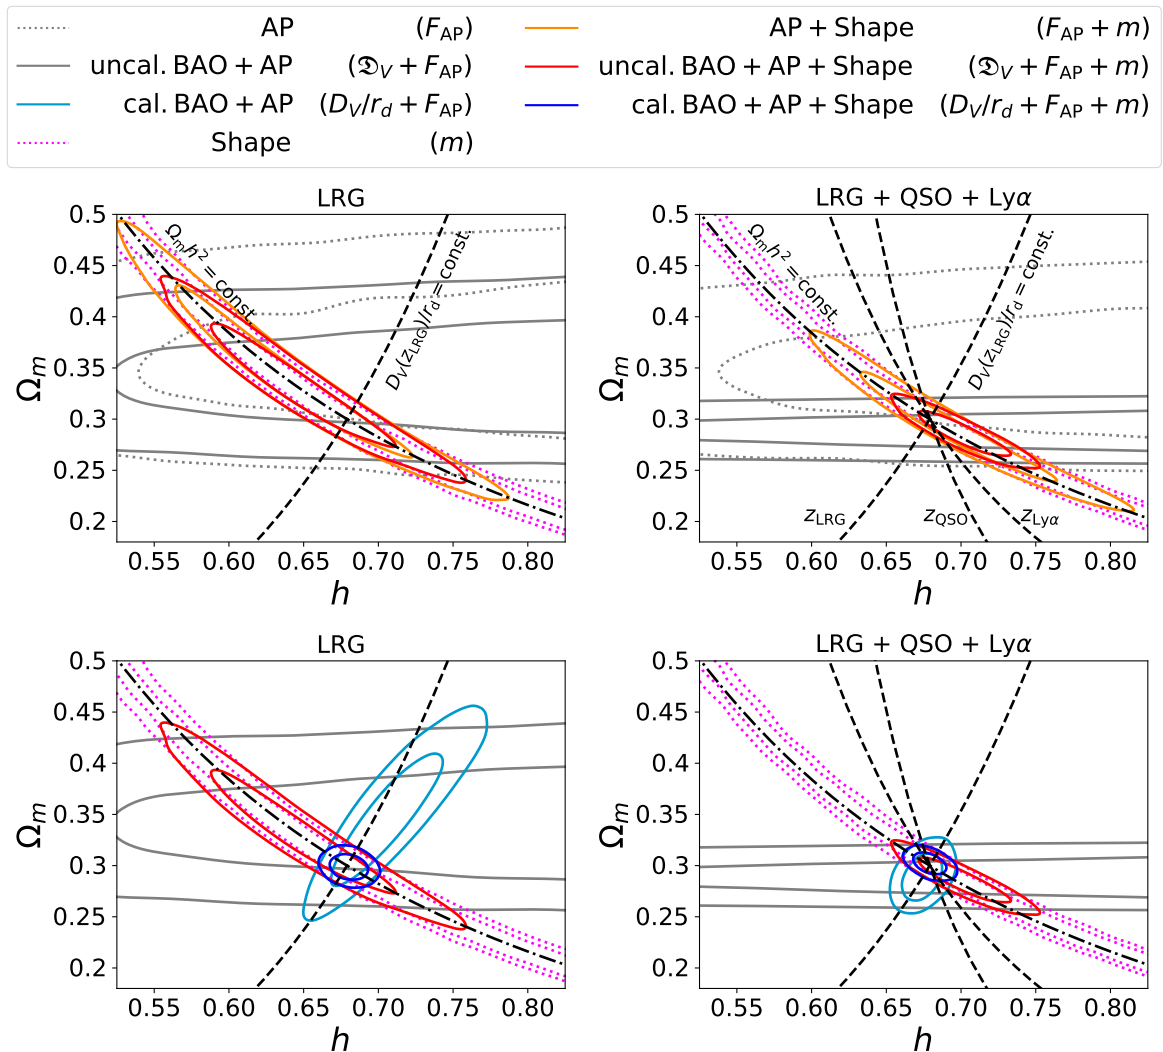 AP (F_AP) AP + Shape (F_AP + m)
uncal. BAO + AP (𝔇_V + F_AP) uncal. BAO + AP + Shape (𝔇_V + F_AP + m)
cal. BAO + AP (D_V/r_d + F_AP) cal. BAO + AP + Shape (D_V/r_d + F_AP + m)
Shape (m)
LRG
Ω_m h² = const.
D_V(z_LRG)/r_d = const.
0.5
0.45
0.4
0.35
0.3
0.25
0.2
Ω_m
0.55 0.60 0.65 0.70 0.75 0.80
h
LRG + QSO + Lyα
Ω_m h² = const.
D_V(z_LRG)/r_d = const.
z_LRG
z_QSO
z_Lyα
0.5
0.45
0.4
0.35
0.3
0.25
0.2
Ω_m
0.55 0.60 0.65 0.70 0.75 0.80
h
LRG
0.5
0.45
0.4
0.35
0.3
0.25
0.2
Ω_m
0.55 0.60 0.65 0.70 0.75 0.80
h
LRG + QSO + Lyα
0.5
0.45
0.4
0.35
0.3
0.25
0.2
Ω_m
0.55 0.60 0.65 0.70 0.75 0.80
h